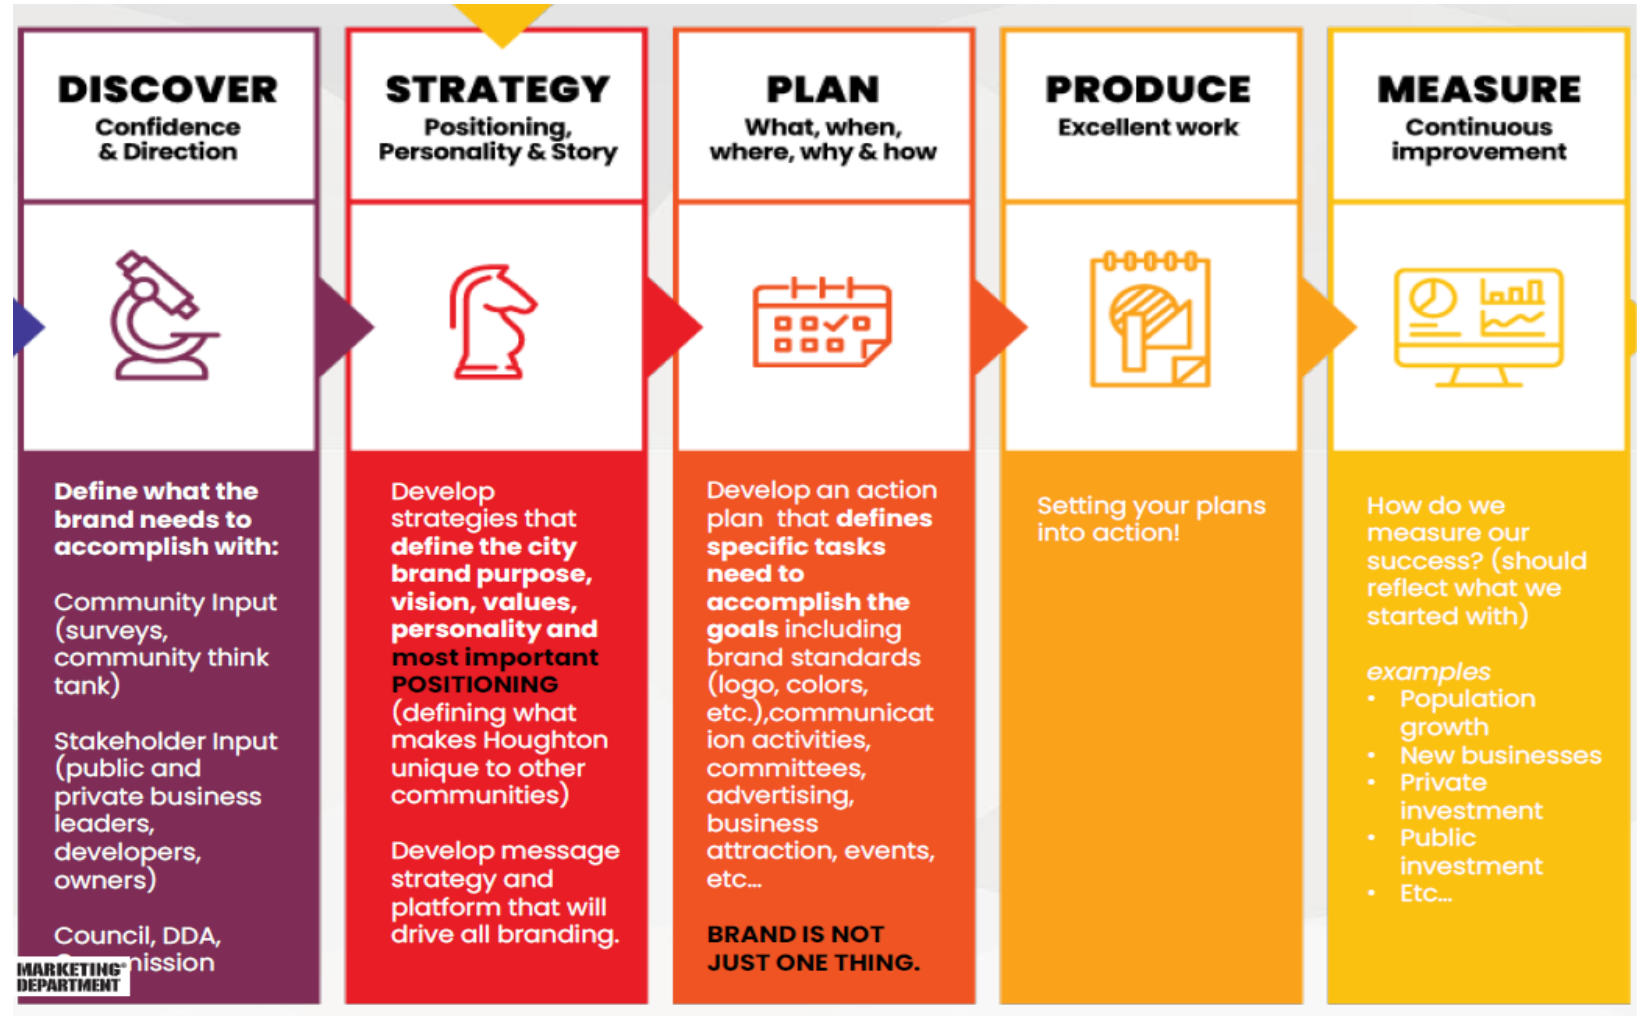 DISCOVER
Confidence
& Direction
Define what the
brand needs to
accomplish with:
Community Input
(surveys,
community think
tank)
Stakeholder Input
(public and
private business
leaders,
developers,
owners)
Council, DDA,
mission
MARKETING
DEPARTMENT
STRATEGY
Positioning,
Personality & Story
Develop
strategies that
define the city
brand purpose,
vision, values,
personality and
most important
POSITIONING
(defining what
makes Houghton
unique to other
communities)
Develop message
strategy and
platform that will
drive all branding.
PLAN
What, when,
where, why & how
Develop an action
plan that defines
specific tasks
need to
accomplish the
goals including
brand standards
(logo, colors,
etc.),communicat
ion activities,
committees,
advertising,
business
attraction, events,
etc...
BRAND IS NOT
JUST ONE THING.
PRODUCE
Excellent work
Setting your plans
into action!
MEASURE
Continuous
improvement
How do we
measure our
success? (should
reflect what we
started with)
examples
• Population
growth
• New businesses
• Private
investment
• Public
investment
• Etc...